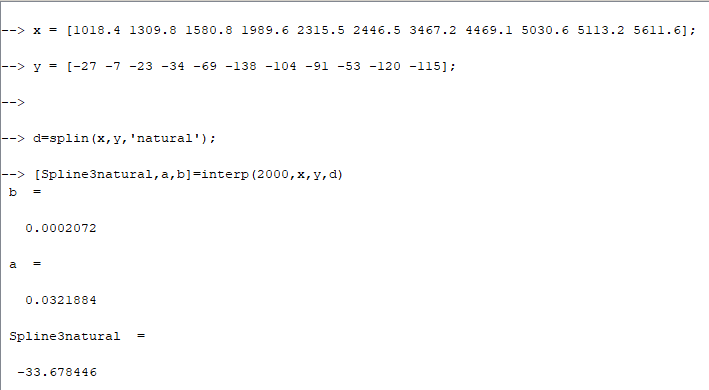 --> x = [1018.4 1309.8 1580.8 1989.6 2315.5 2446.5 3467.2 4469.1 5030.6 5113.2 5611.6];
--> y = [-27 -7 -23 -34 -69 -138 -104 -91 -53 -120 -115];
-->
--> d=splin(x,y,'natural');
--> [Spline3natural,a,b]=interp(2000,x,y,d)
b =
0.0002072
a =
0.0321884
Spline3natural =
-33.678446